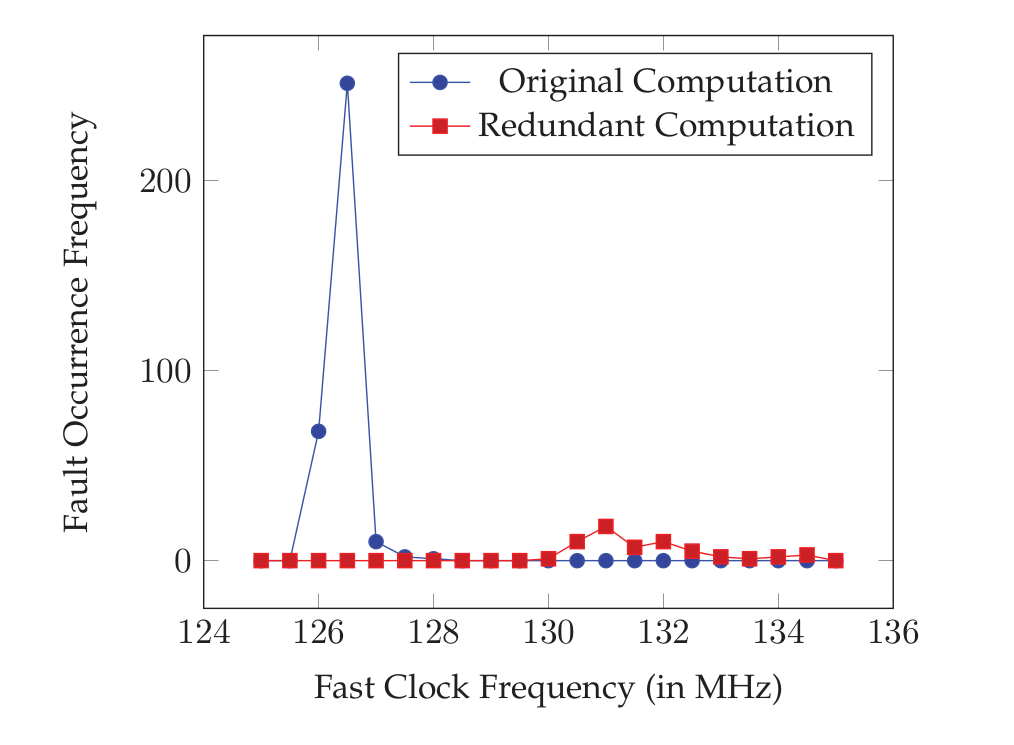 Original Computation
Redundant Computation
Fault Occurrence Frequency
200
100
0
124 126 128 130 132 134 136
Fast Clock Frequency (in MHz)